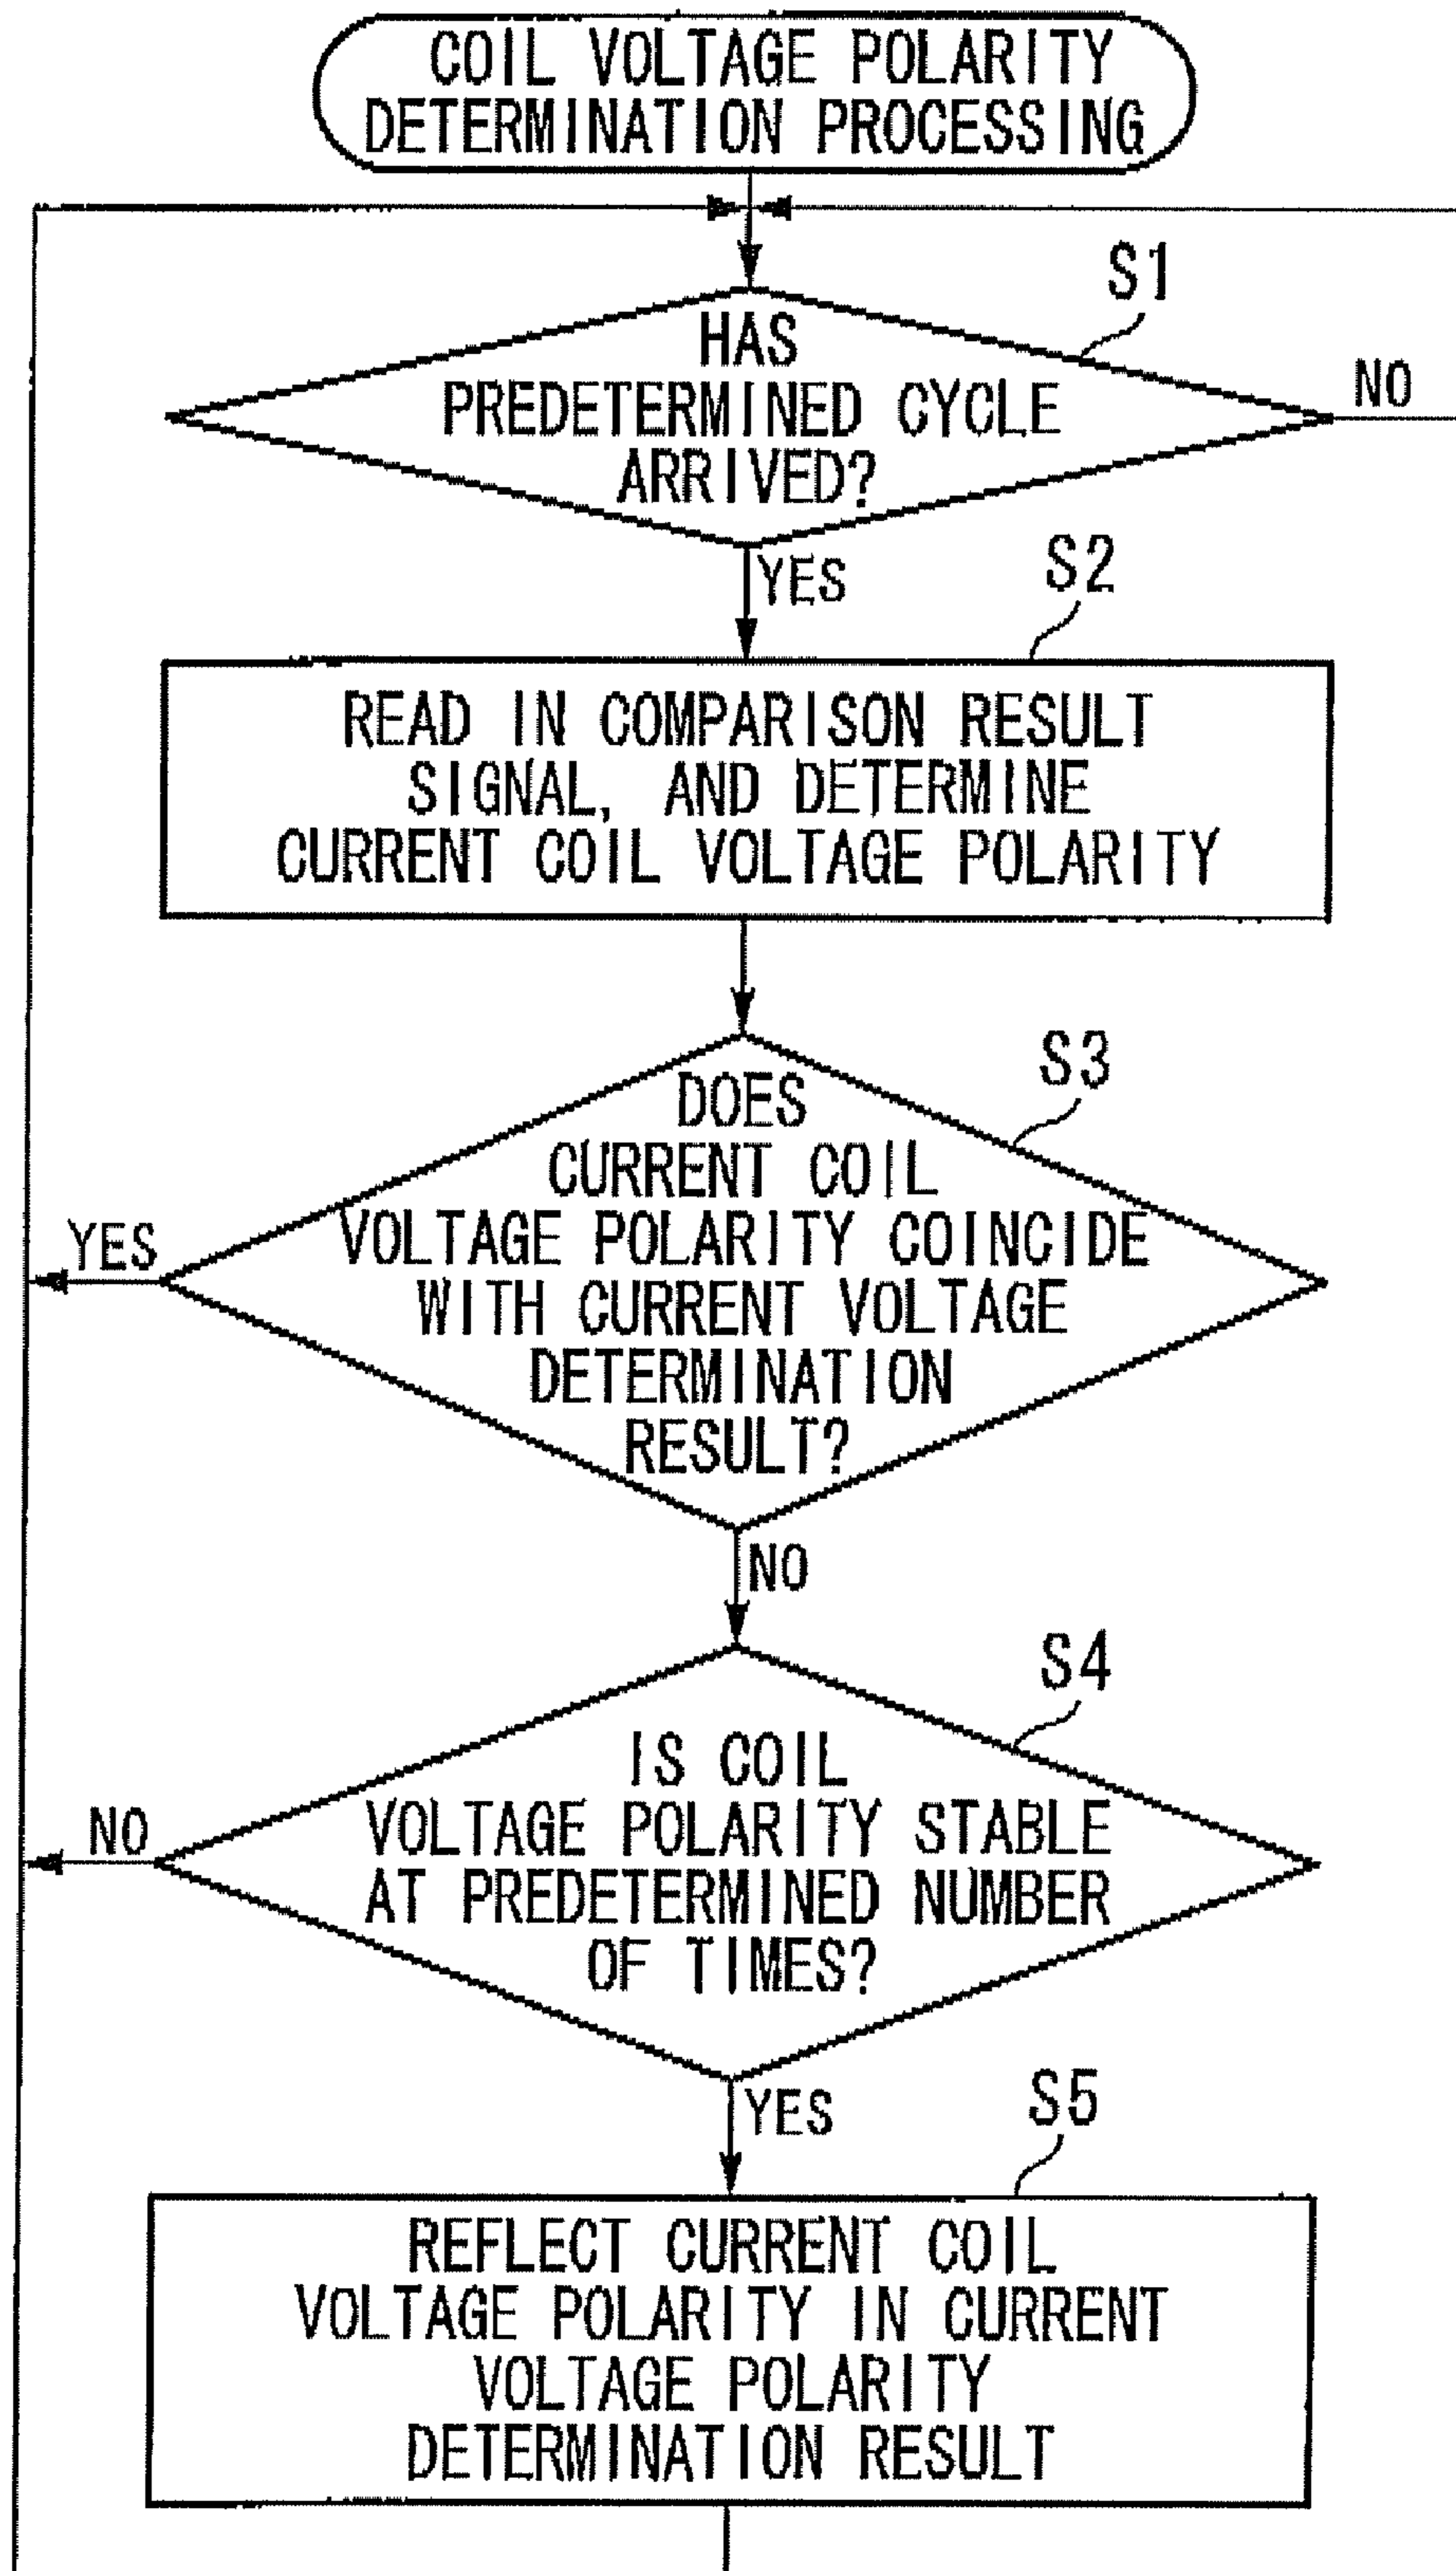 COIL VOLTAGE POLARITY
DETERMINATION PROCESSING
S1
HAS
PREDETERMINED CYCLE
ARRIVED?
NO
YES
S2
READ IN COMPARISON RESULT
SIGNAL, AND DETERMINE
CURRENT COIL VOLTAGE POLARITY
S3
DOES
CURRENT COIL
VOLTAGE POLARITY COINCIDE
WITH CURRENT VOLTAGE
DETERMINATION
RESULT?
YES
NO
S4
IS COIL
VOLTAGE POLARITY STABLE
AT PREDETERMINED NUMBER
OF TIMES?
NO
YES
S5
REFLECT CURRENT COIL
VOLTAGE POLARITY IN CURRENT
VOLTAGE POLARITY
DETERMINATION RESULT